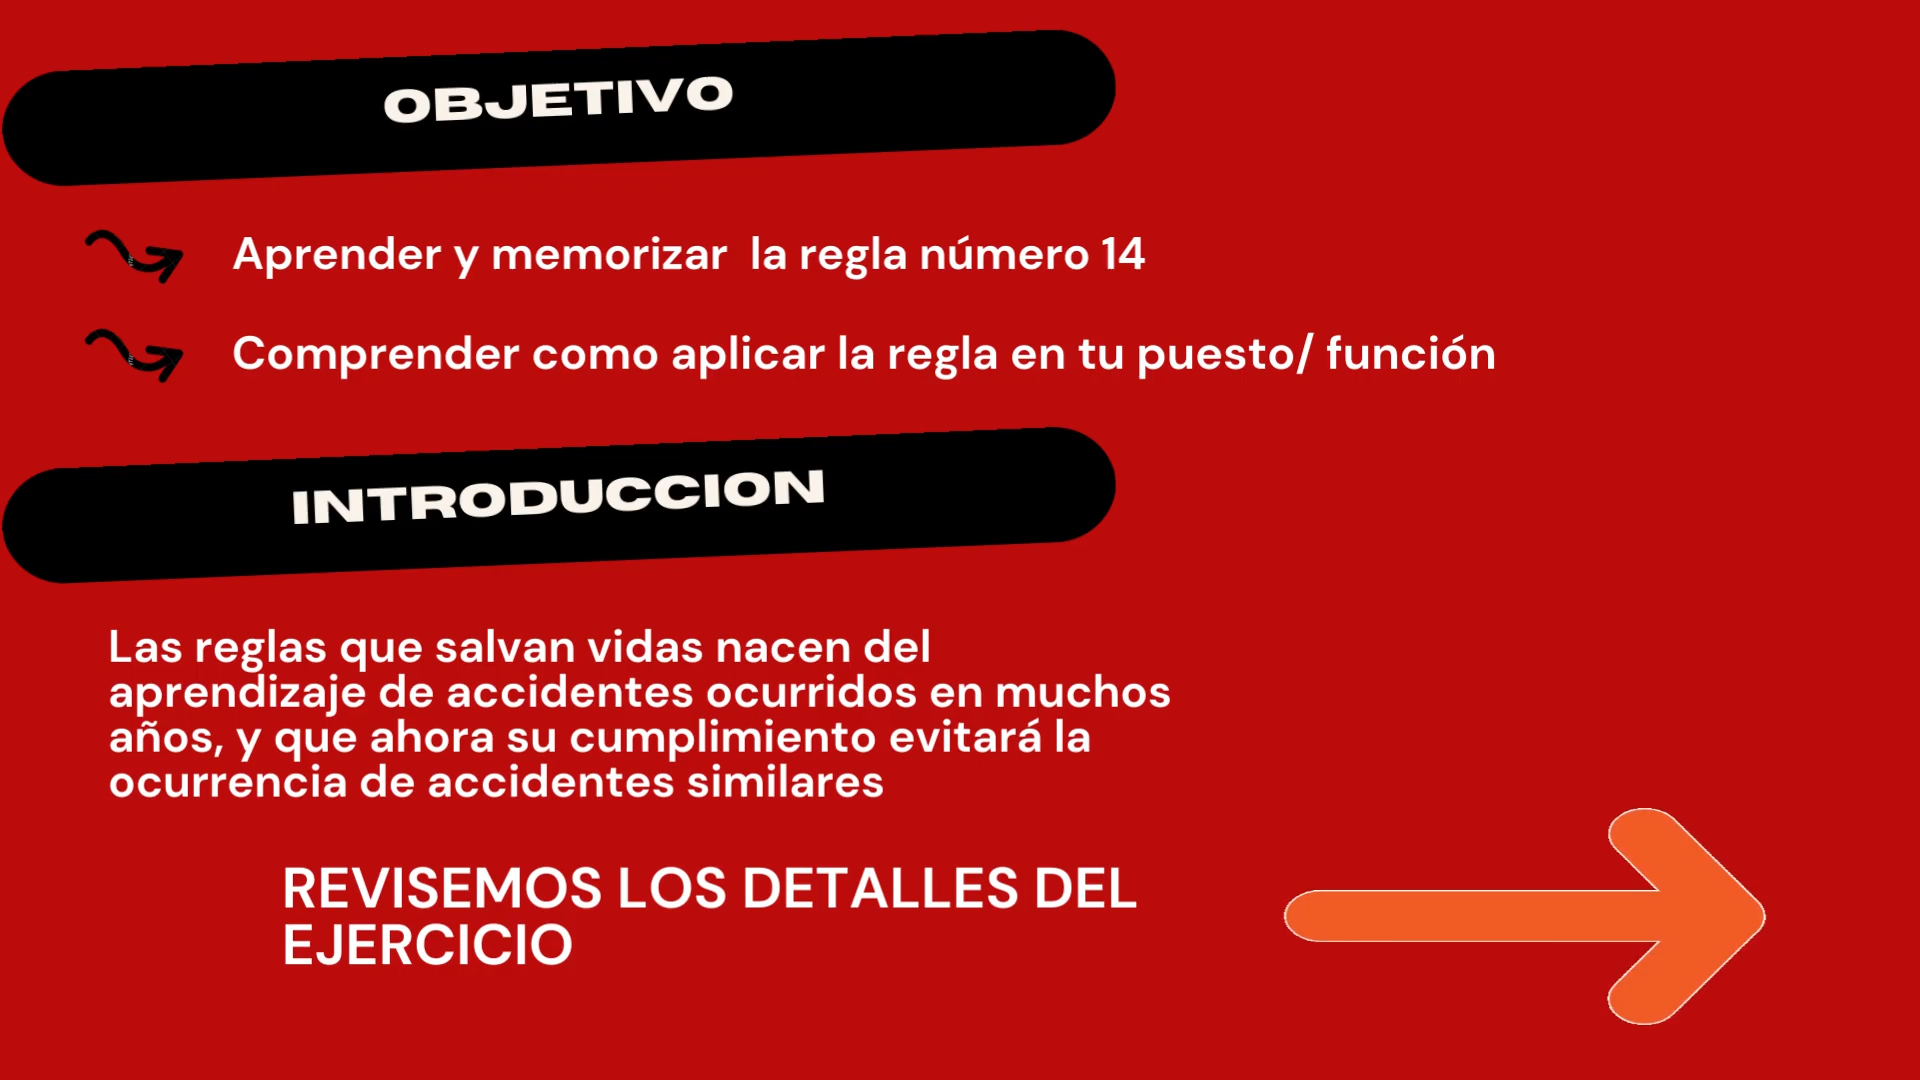 OBJETIVO
Aprender y memorizar  la regla número 14
Comprender como aplicar la regla en tu puesto/ función
INTRODUCCION
Las reglas que salvan vidas nacen del
aprendizaje de accidentes ocurridos en muchos
años, y que ahora su cumplimiento evitará la
ocurrencia de accidentes similares
REVISEMOS LOS DETALLES DEL
EJERCICIO